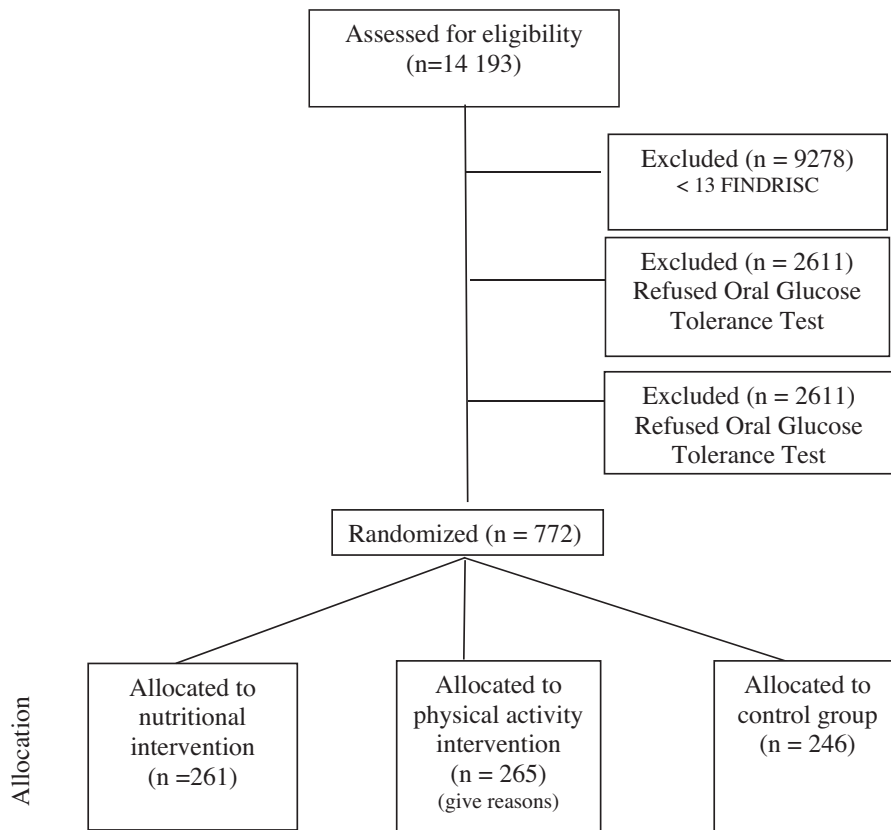 Assessed for eligibility
(n=14 193)
Excluded (n = 9278)
< 13 FINDRISC
Excluded (n = 2611)
Refused Oral Glucose
Tolerance Test
Excluded (n = 2611)
Refused Oral Glucose
Tolerance Test
Randomized (n = 772)
Allocation
Allocated to
nutritional
intervention
(n =261)
Allocated to
physical activity
intervention
(n = 265)
(give reasons)
Allocated to
control group
(n = 246)